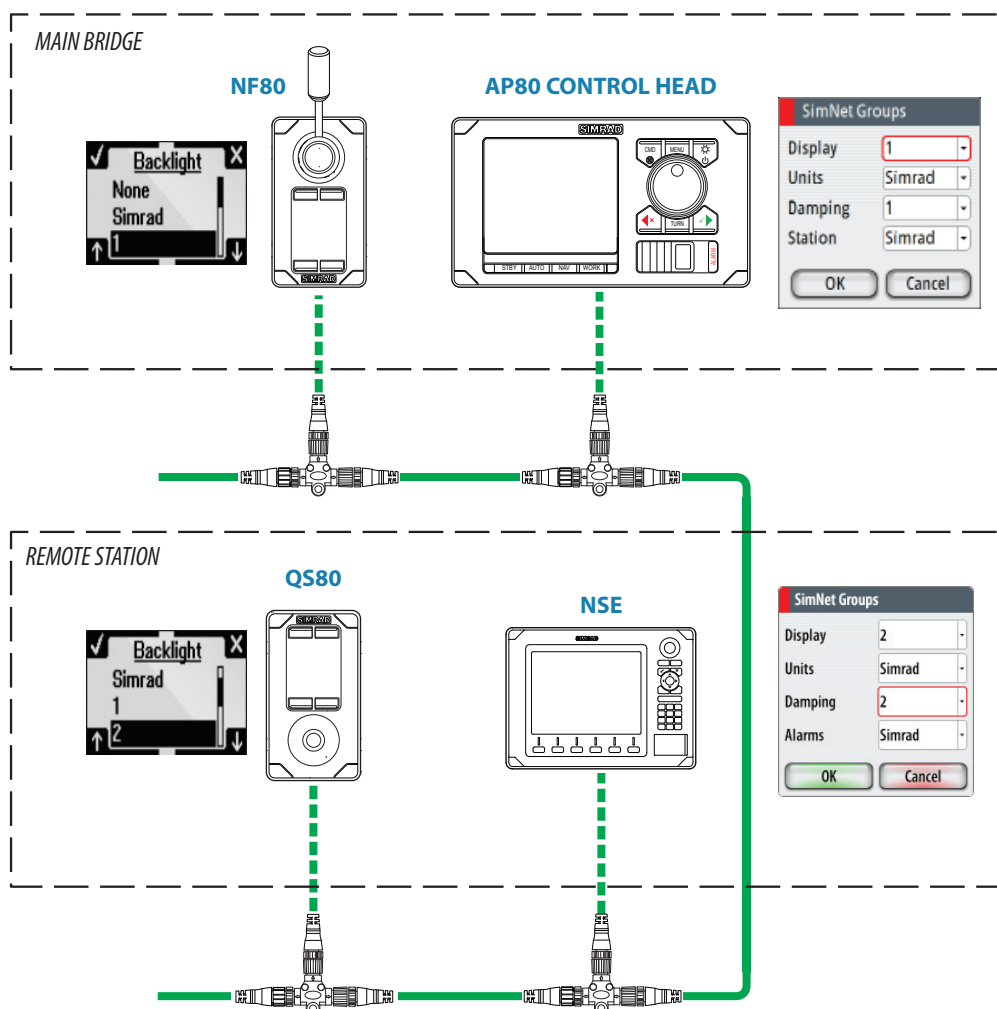 MAIN BRIDGE
NF80
AP80 CONTROL HEAD
Backlight
None
Simrad
1
SIMRAD
SIMRAD
CMD
MENU
TURN
STBY
AUTO
NAV
WORK
ALARM
SimNet Groups
Display 1
Units Simrad
Damping 1
Station Simrad
OK Cancel
REMOTE STATION
QS80
NSE
Backlight
Simrad
1
2
SIMRAD
SIMRAD
SimNet Groups
Display 2
Units Simrad
Damping 2
Alarms Simrad
OK Cancel